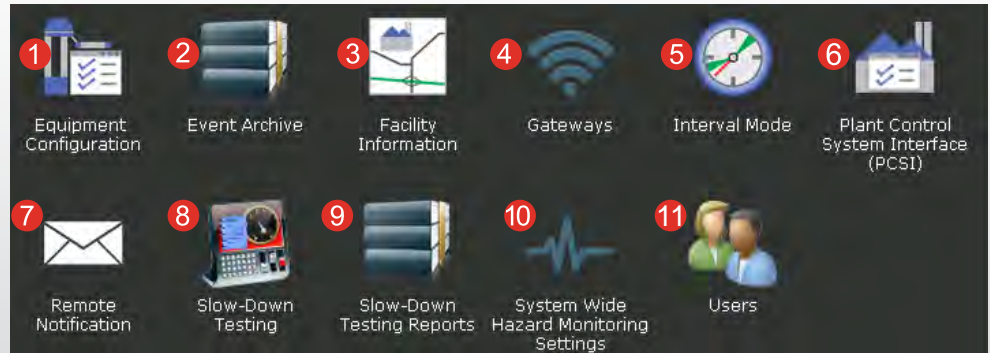 1
2
3
4
5
6
Equipment
Configuration
Event Archive
Facility
Information
Gateways
Interval Mode
Plant Control
System Interface
(PCSI)
7
8
9
10
11
Remote
Notification
Slow-Down
Testing
Slow-Down
Testing Reports
System Wide
Hazard Monitoring
Settings
Users